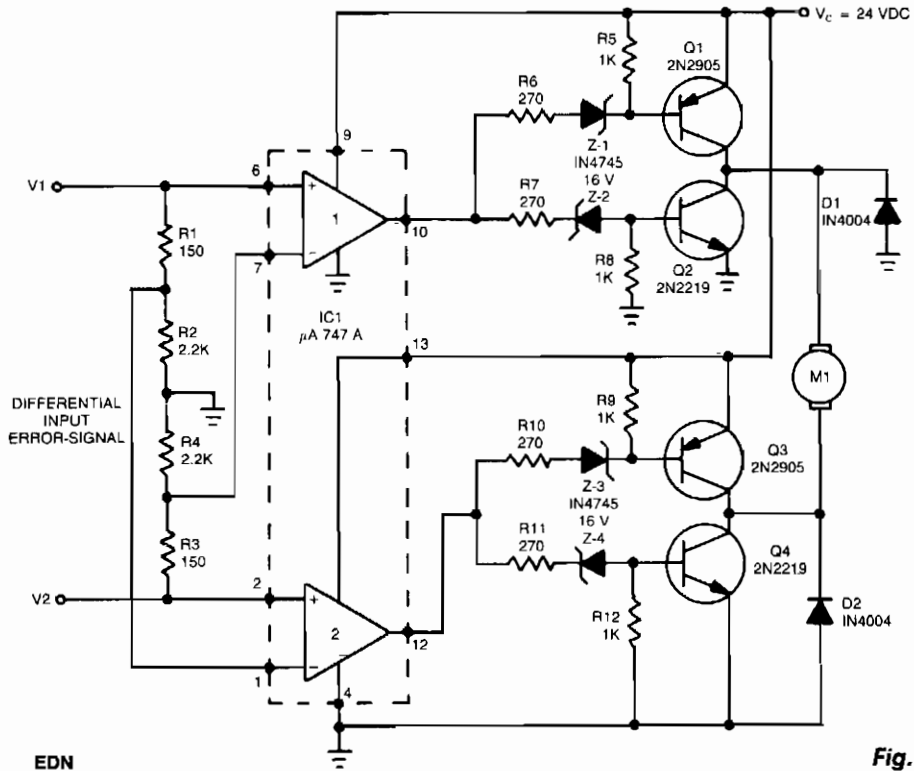 V_C = 24 VDC
R5
1K
Q1
2N2905
R6
270
9
Z-1
IN4745
16 V
Z-2
V1
6
+
1
10
R7
270
D1
IN4004
R1
150
7
−
R8
1K
Q2
2N2219
IC1
μA 747 A
R2
2.2K
13
M1
DIFFERENTIAL
INPUT
ERROR-SIGNAL
R4
2.2K
R9
1K
R10
270
Q3
2N2905
Z-3
IN4745
16 V
Z-4
R3
150
R11
270
Q4
2N2219
V2
2
+
2
12
R12
1K
D2
IN4004
−
1
4
EDN
Fig.